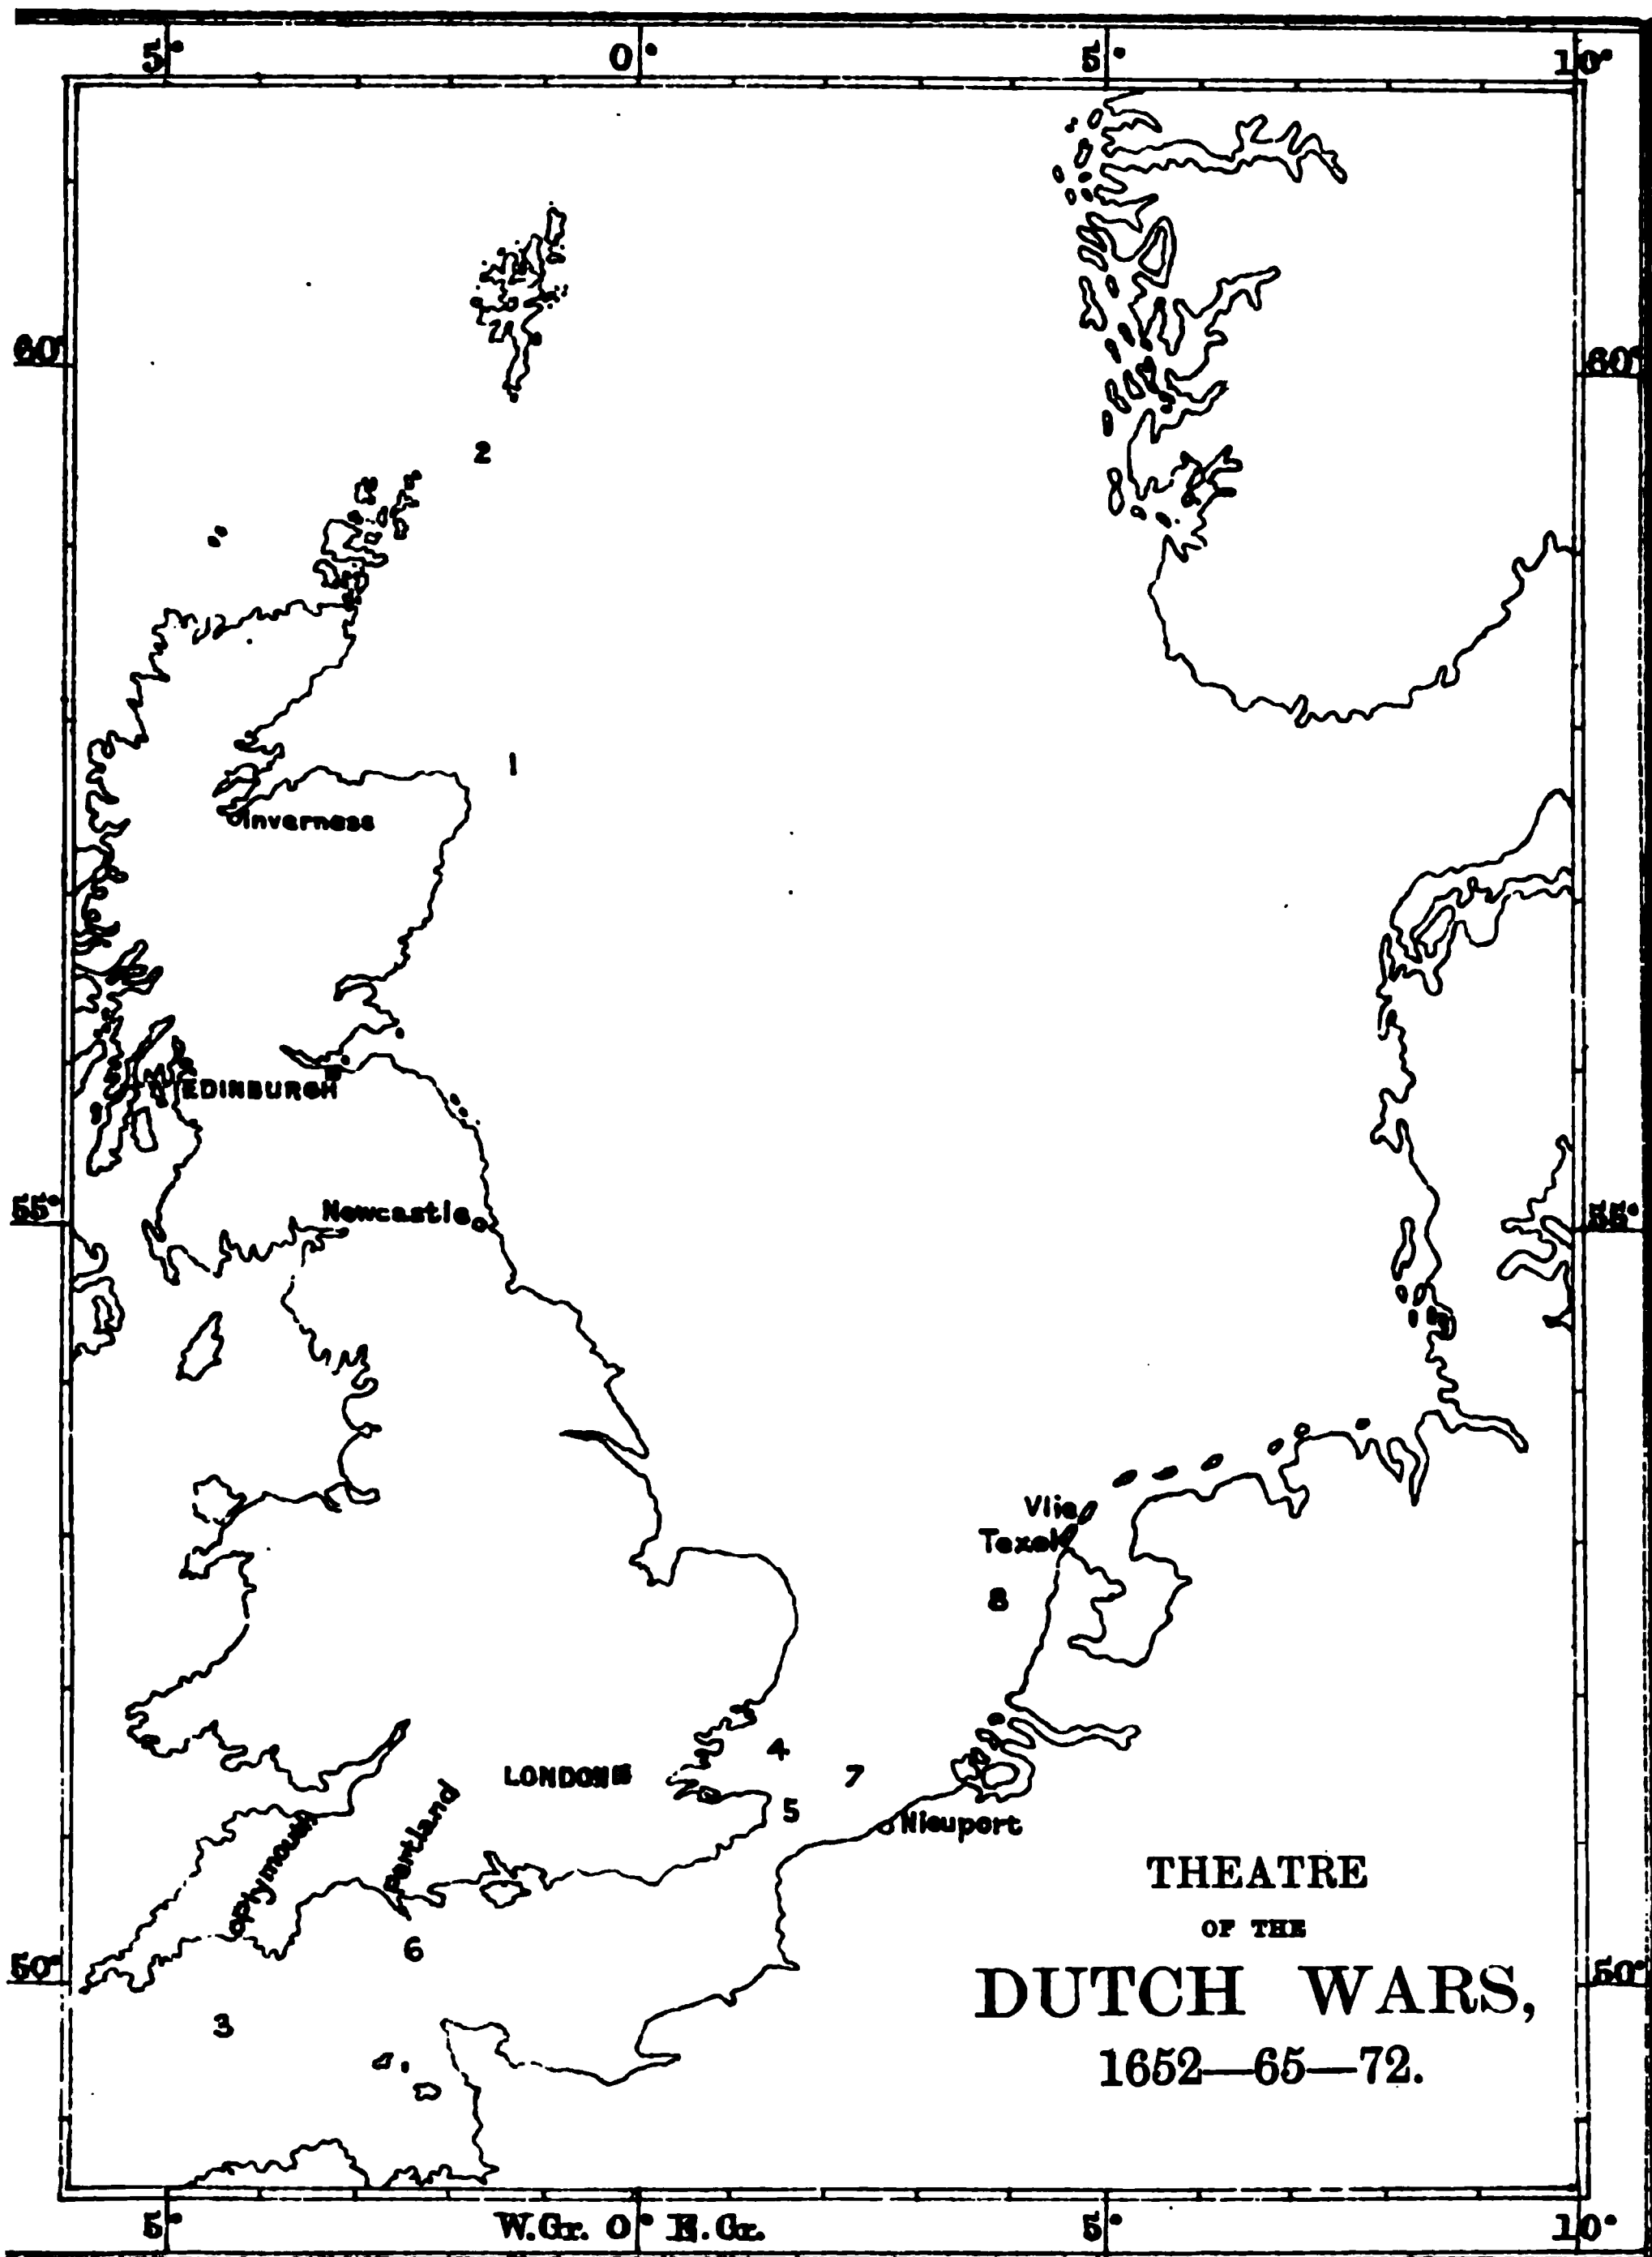 5° 0° 5° 10°
60° 60°
2
1
Inverness
EDINBURGH
55° 55°
Newcastle
Vlie
Texel
8
4
LONDON 7
5
Nieuport
Plymouth
Portland
6
50° 50°
3
THEATRE
OF THE
DUTCH WARS,
1652—65—72.
5° W.Gr. 0° E.Gr. 5° 10°